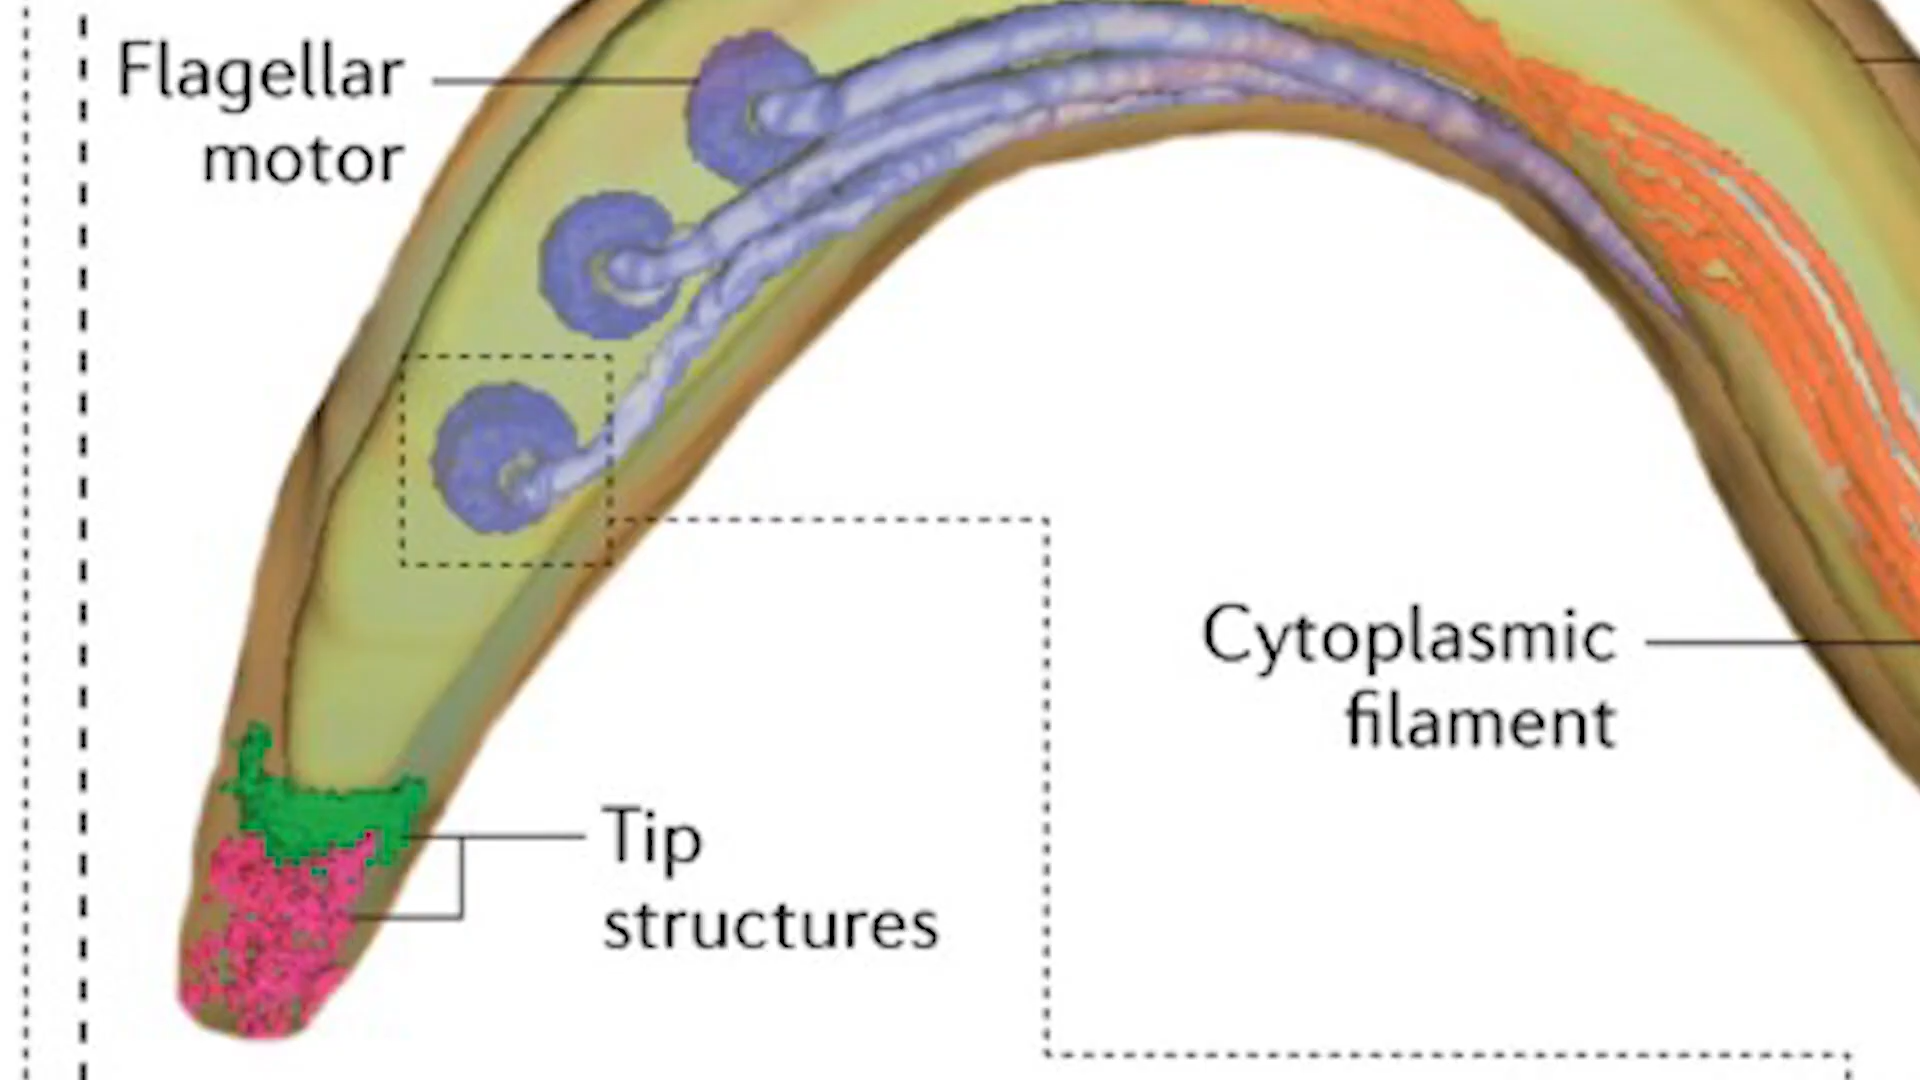 Flagellar
motor
Cytoplasmic
filament
Tip
structures